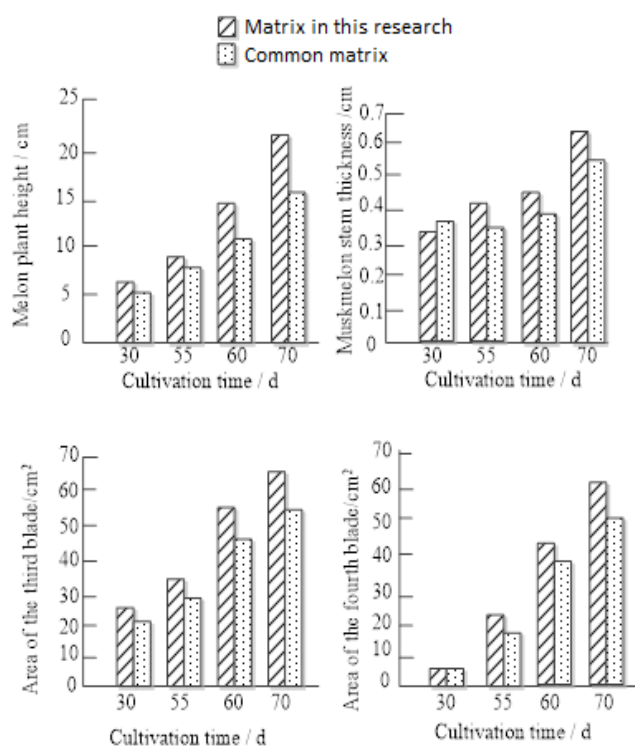 Matrix in this research
Common matrix
Melon plant height / cm
25
20
15
10
5
0
30 55 60 70
Cultivation time / d
Muskmelon stem thickness /cm
0.7
0.6
0.5
0.4
0.3
0.2
0.1
0
30 55 60 70
Cultivation time / d
Area of the third blade/cm²
70
60
50
40
30
20
10
0
30 55 60 70
Cultivation time / d
Area of the fourth blade/cm²
70
60
50
40
30
20
10
0
30 55 60 70
Cultivation time / d